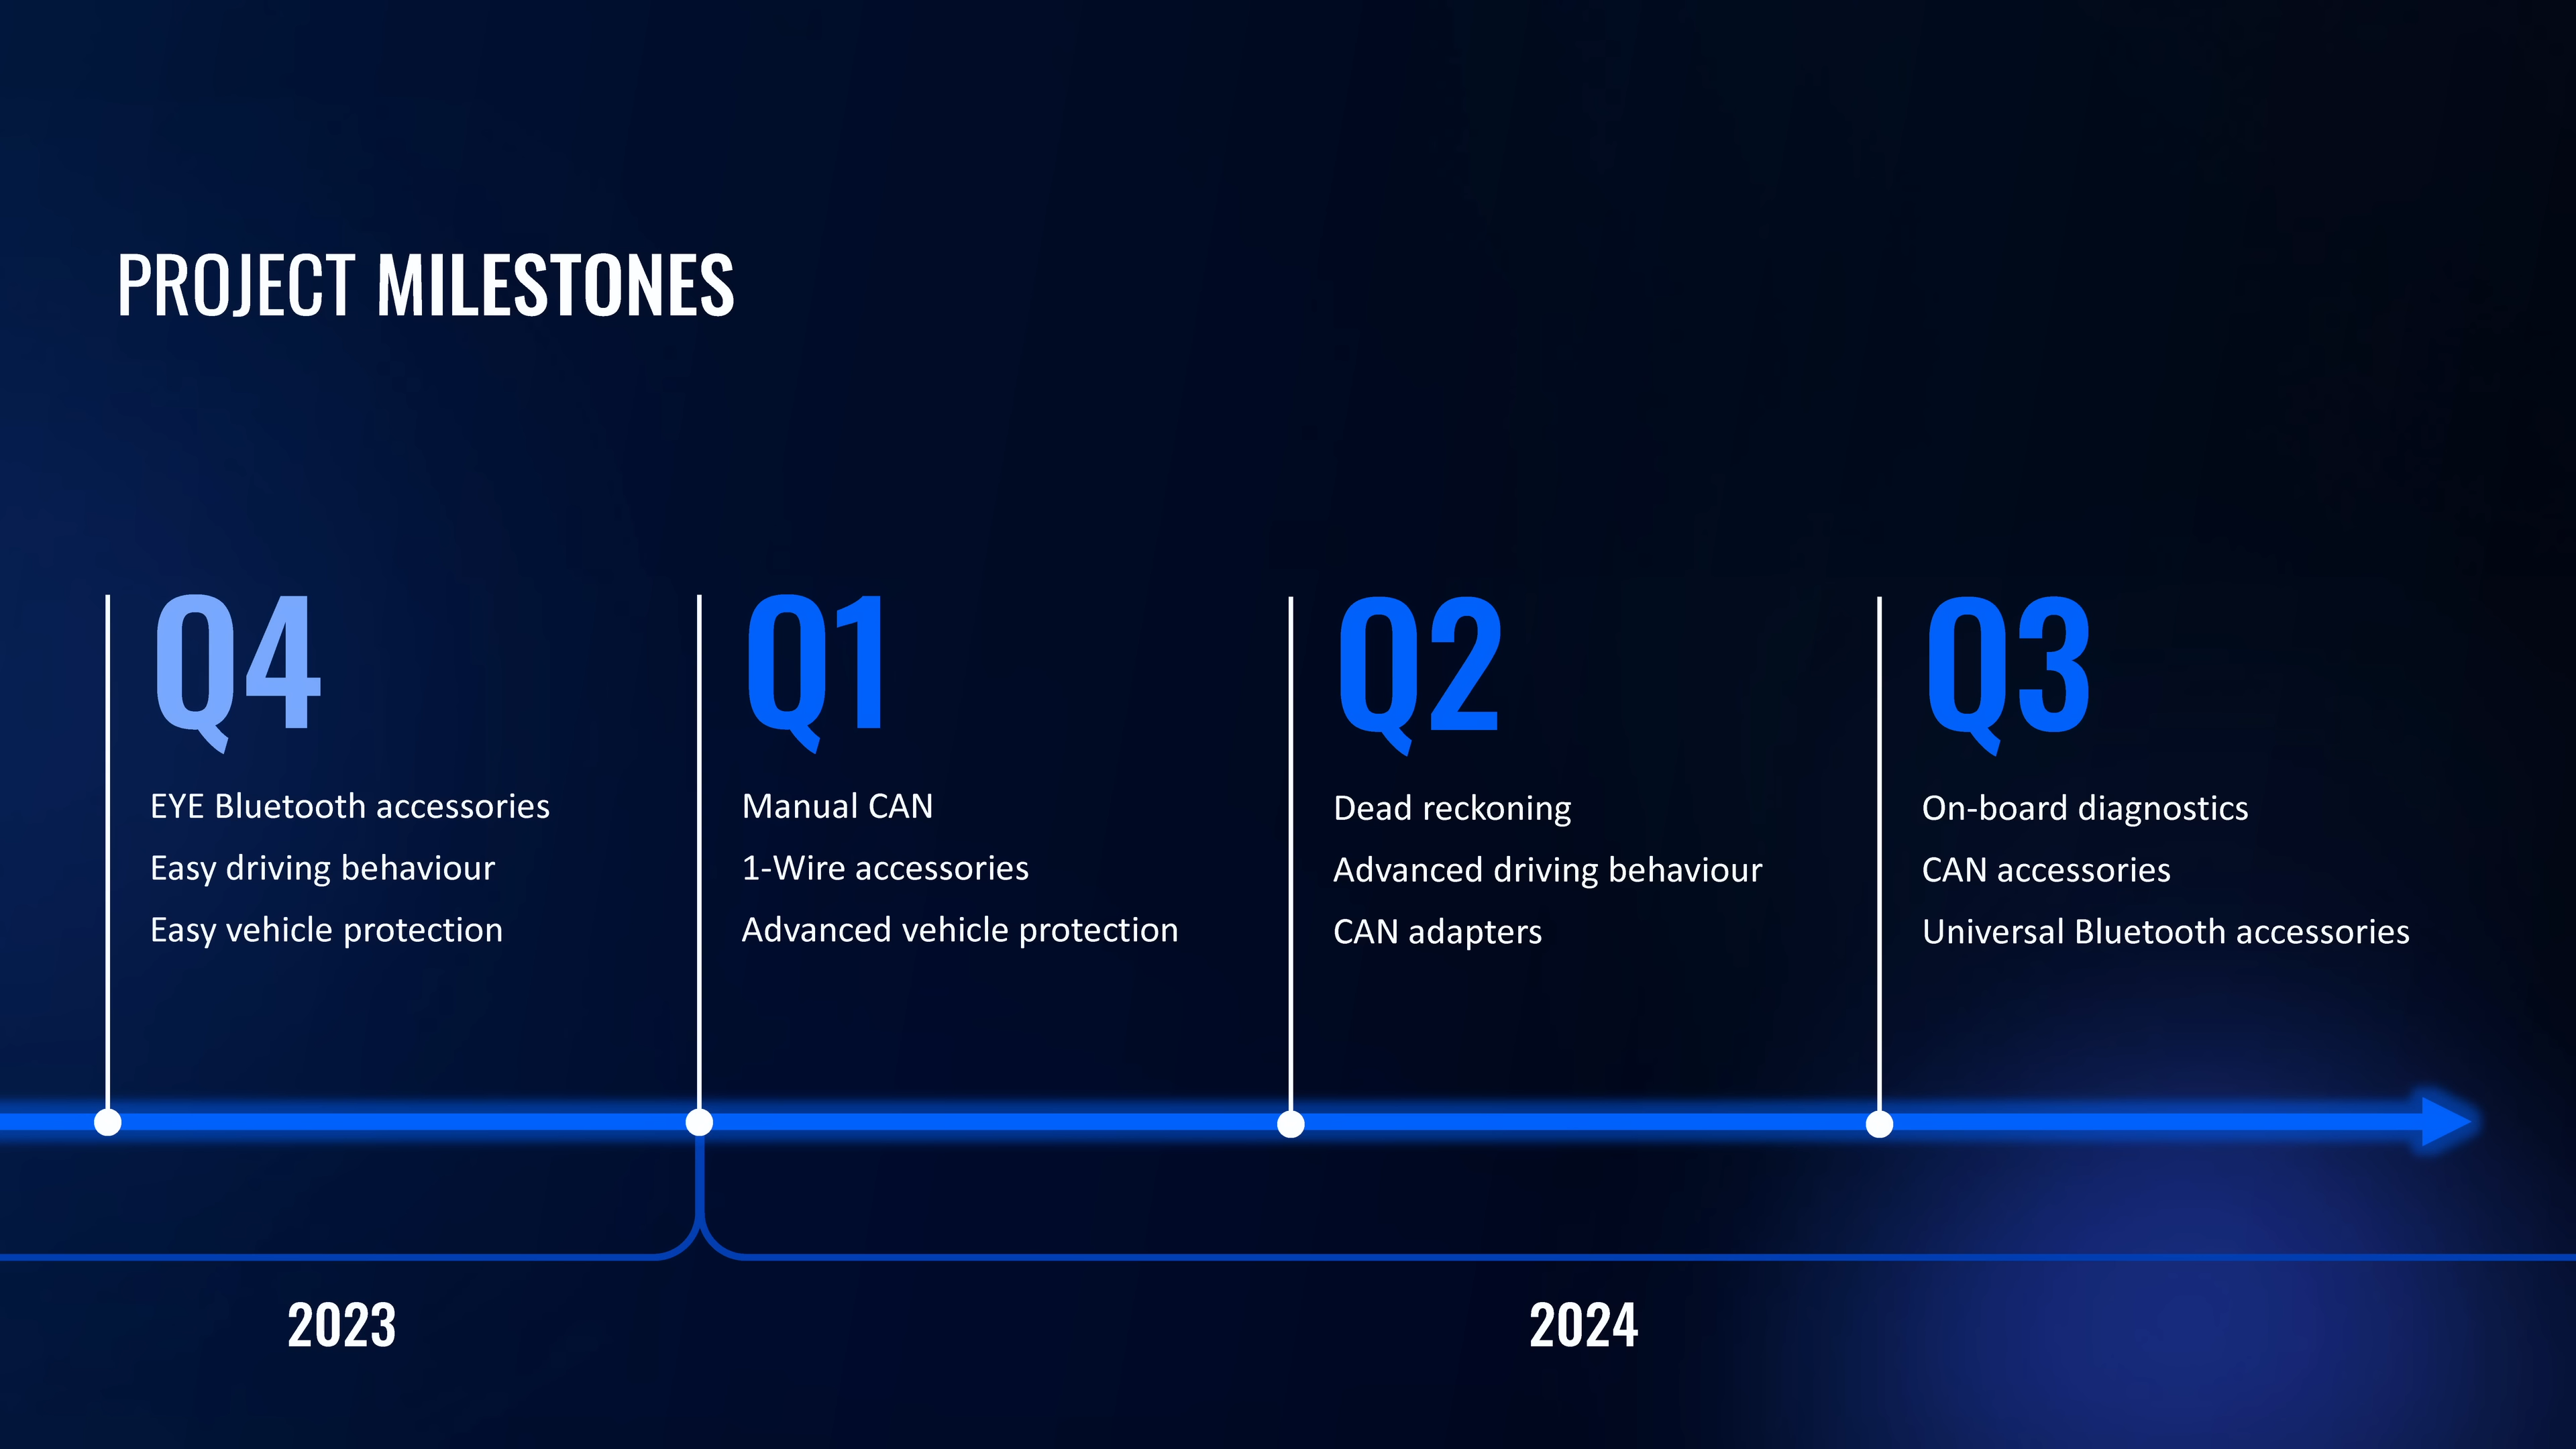 PROJECT MILESTONES
Q4
EYE Bluetooth accessories
Easy driving behaviour
Easy vehicle protection
Q1
Manual CAN
1-Wire accessories
Advanced vehicle protection
Q2
Dead reckoning
Advanced driving behaviour
CAN adapters
Q3
On-board diagnostics
CAN accessories
Universal Bluetooth accessories
2023
2024